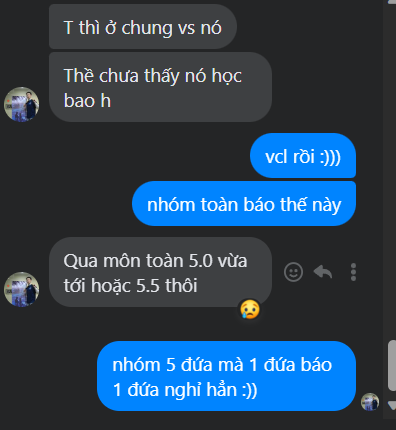 T thì ở chung vs nó
Thề chưa thấy nó học
bao h
vcl rồi :)))
nhóm toàn báo thế này
Qua môn toàn 5.0 vừa
tới hoặc 5.5 thôi
nhóm 5 đứa mà 1 đứa báo
1 đứa nghỉ hẳn :))